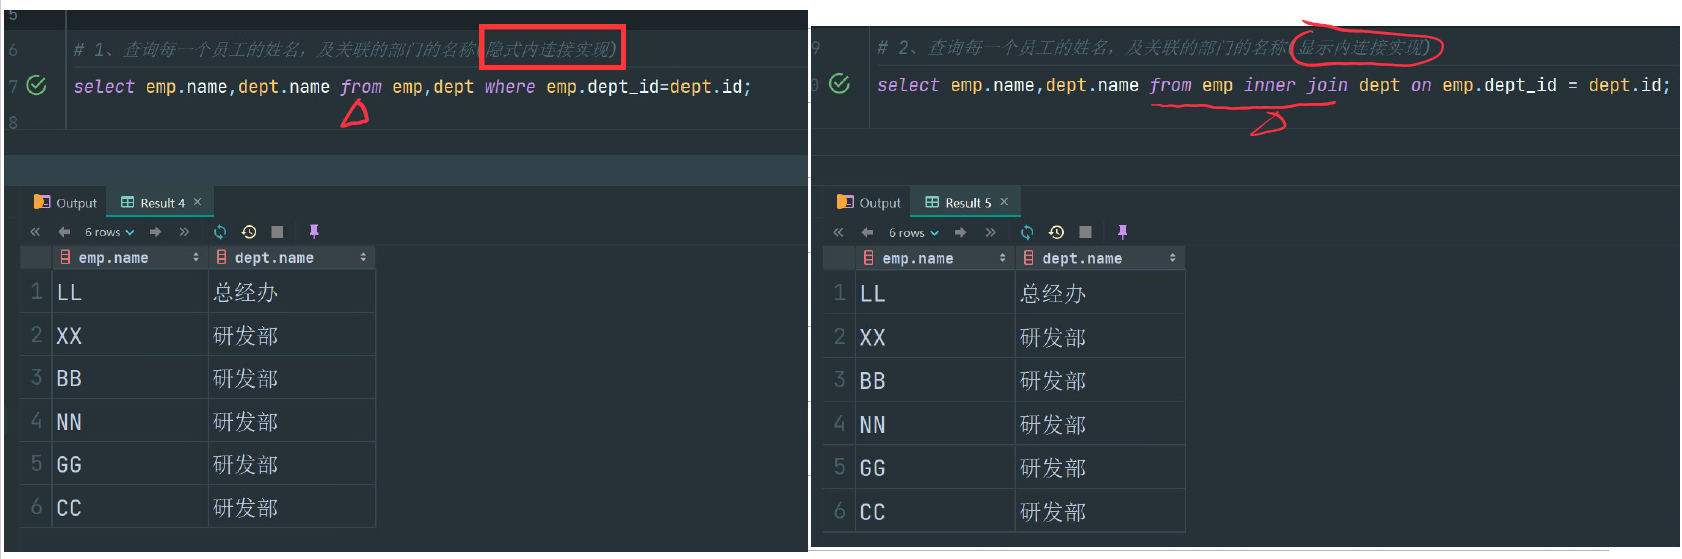 5
6
# 1、查询每一个员工的姓名，及关联的部门的名称(隐式内连接实现)
7
select emp.name,dept.name from emp,dept where emp.dept_id=dept.id;
8
Output
Result 4
6 rows
emp.name dept.name
1 LL 总经办
2 XX 研发部
3 BB 研发部
4 NN 研发部
5 GG 研发部
6 CC 研发部
9
# 2、查询每一个员工的姓名，及关联的部门的名称(显示内连接实现)
0
select emp.name,dept.name from emp inner join dept on emp.dept_id = dept.id;
Output
Result 5
6 rows
emp.name dept.name
1 LL 总经办
2 XX 研发部
3 BB 研发部
4 NN 研发部
5 GG 研发部
6 CC 研发部